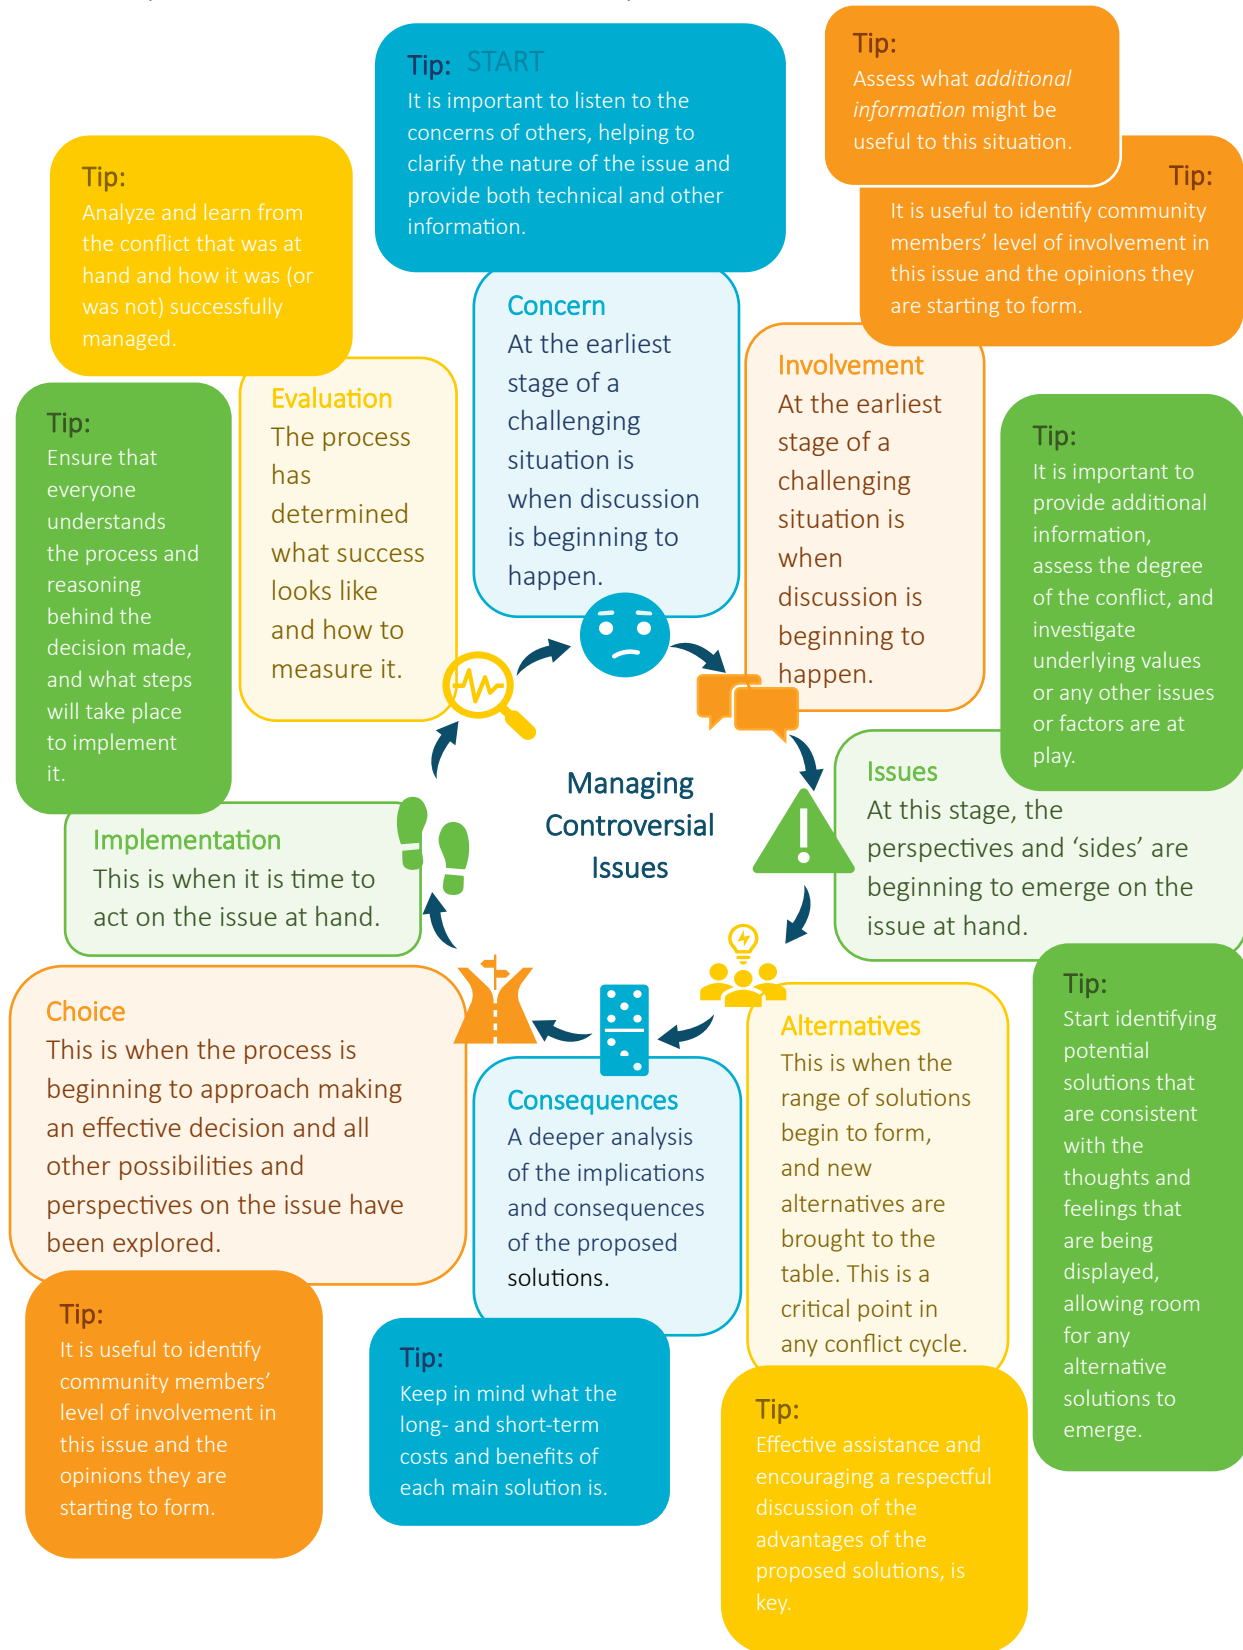 Tip: START
It is important to listen to the
concerns of others, helping to
clarify the nature of the issue and
provide both technical and other
information.
Concern
At the earliest
stage of a
challenging
situation is
when discussion
is beginning to
happen.
Tip:
Assess what additional
information might be
useful to this situation.
Tip:
It is useful to identify community
members’ level of involvement in
this issue and the opinions they
are starting to form.
Involvement
At the earliest
stage of a
challenging
situation is
when
discussion is
beginning to
happen.
Tip:
It is important to
provide additional
information,
assess the degree
of the conflict, and
investigate
underlying values
or any other issues
or factors are at
play.
Issues
At this stage, the
perspectives and ‘sides’ are
beginning to emerge on the
issue at hand.
Tip:
Start identifying
potential
solutions that
are consistent
with the
thoughts and
feelings that
are being
displayed,
allowing room
for any
alternative
solutions to
emerge.
Alternatives
This is when the
range of solutions
begin to form,
and new
alternatives are
brought to the
table. This is a
critical point in
any conflict cycle.
Tip:
Effective assistance and
encouraging a respectful
discussion of the
advantages of the
proposed solutions, is
key.
Consequences
A deeper analysis
of the implications
and consequences
of the proposed
solutions.
Tip:
Keep in mind what the
long- and short-term
costs and benefits of
each main solution is.
Choice
This is when the process is
beginning to approach making
an effective decision and all
other possibilities and
perspectives on the issue have
been explored.
Tip:
It is useful to identify
community members’
level of involvement in
this issue and the
opinions they are
starting to form.
Implementation
This is when it is time to
act on the issue at hand.
Tip:
Ensure that
everyone
understands
the process and
reasoning
behind the
decision made,
and what steps
will take place
to implement
it.
Evaluation
The process
has
determined
what success
looks like
and how to
measure it.
Tip:
Analyze and learn from
the conflict that was at
hand and how it was (or
was not) successfully
managed.
Managing
Controversial
Issues